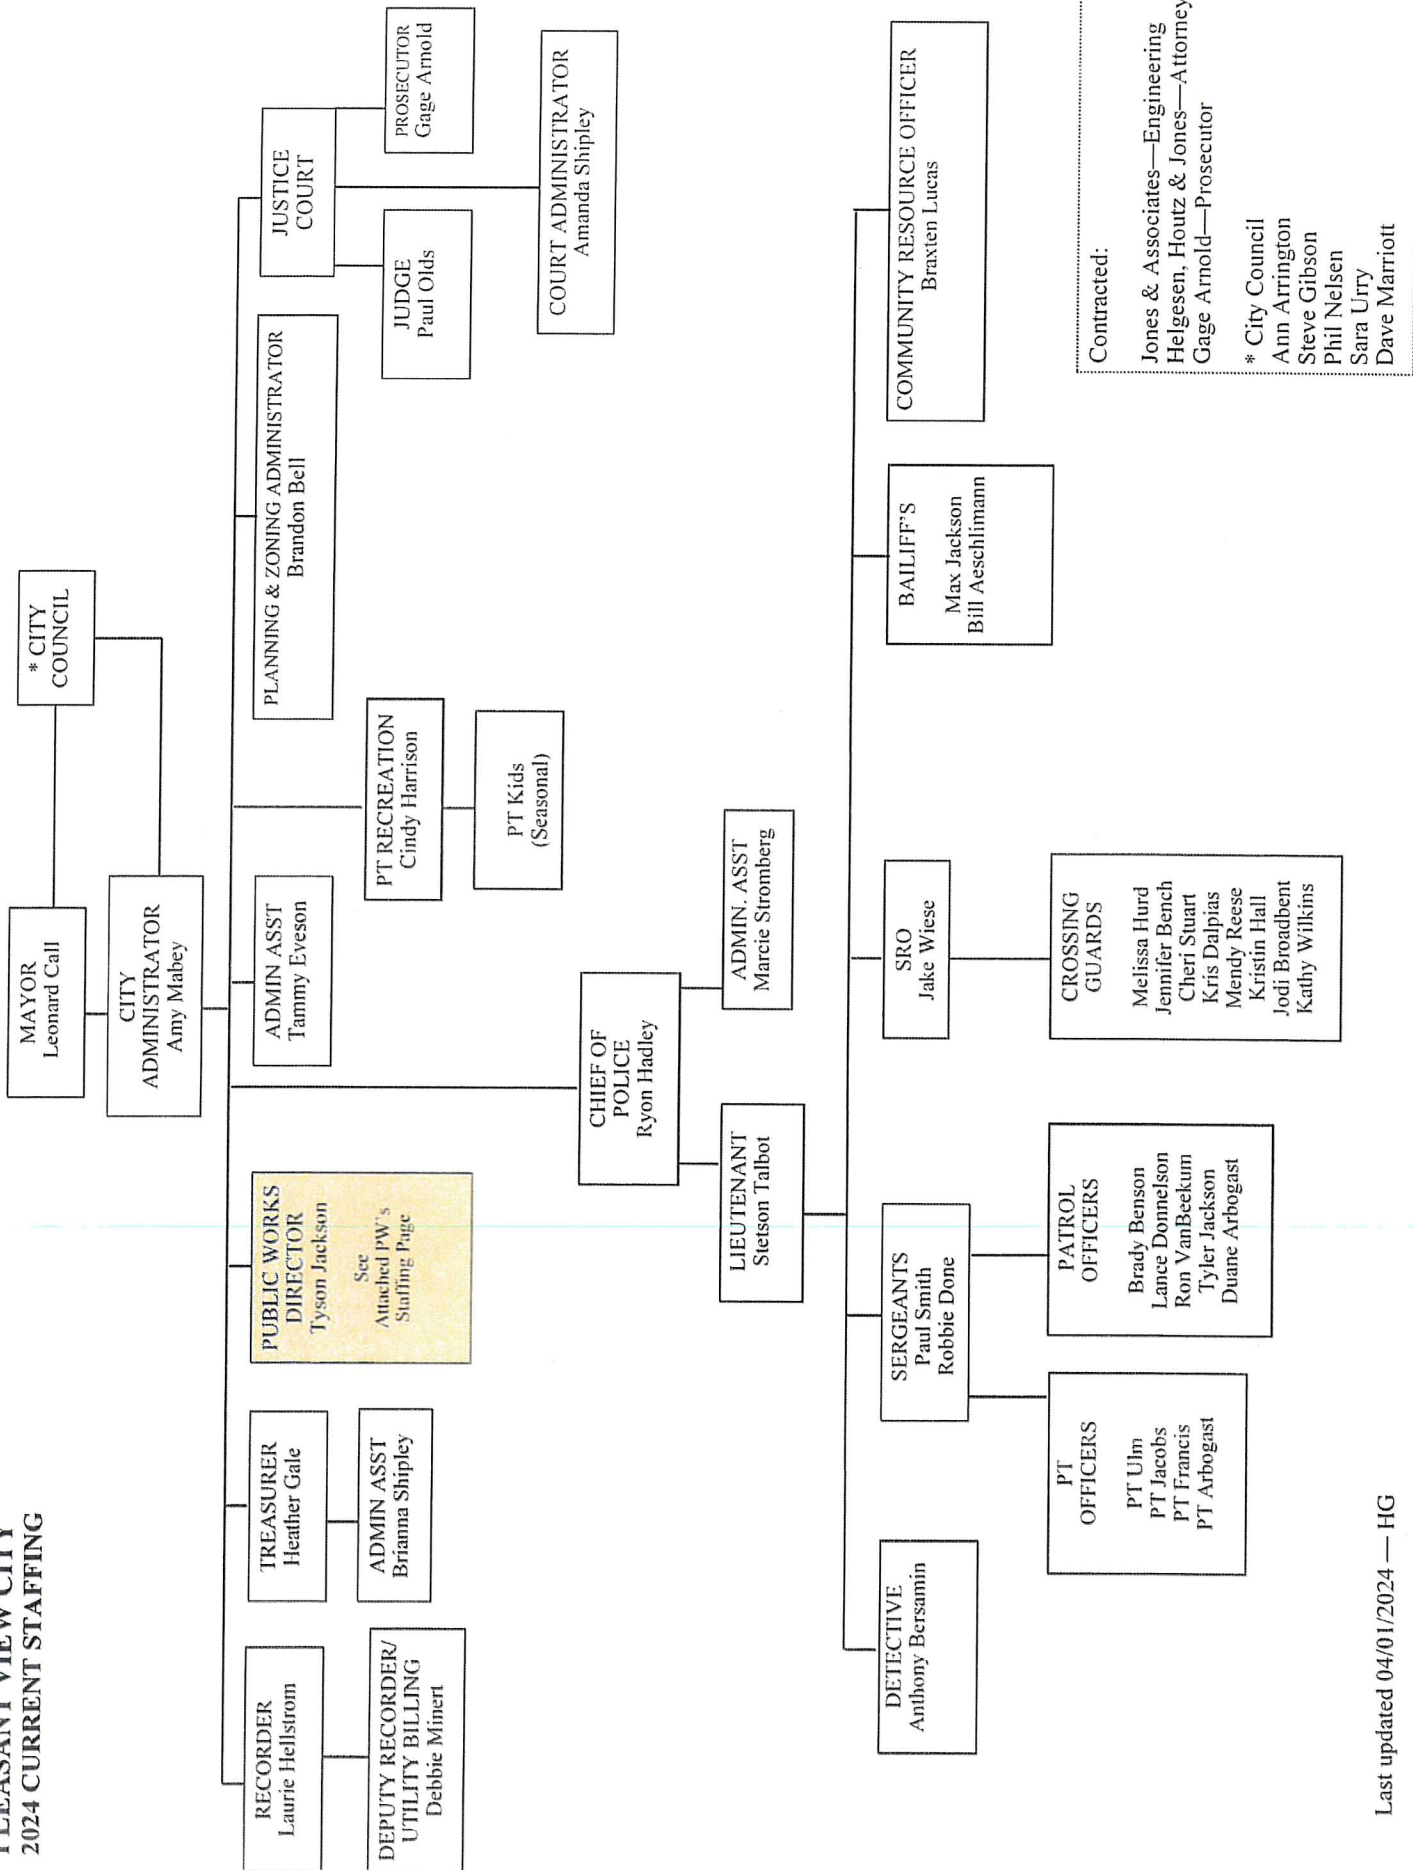 PLEASANT VIEW CITY
2024 CURRENT STAFFING
MAYOR
Leonard Call
* CITY
COUNCIL
CITY
ADMINISTRATOR
Amy Mabey
RECORDER
Laurie Hellstrom
DEPUTY RECORDER/
UTILITY BILLING
Debbie Minert
TREASURER
Heather Gale
ADMIN ASST
Brianna Shipley
PUBLIC WORKS
DIRECTOR
Tyson Jackson
See
Attached PW's
Staffing Page
ADMIN ASST
Tammy Eveson
PT RECREATION
Cindy Harrison
PT Kids
(Seasonal)
PLANNING & ZONING ADMINISTRATOR
Brandon Bell
JUSTICE
COURT
JUDGE
Paul Olds
PROSECUTOR
Gage Arnold
COURT ADMINISTRATOR
Amanda Shipley
CHIEF OF
POLICE
Ryon Hadley
LIEUTENANT
Stetson Talbot
ADMIN. ASST
Marcie Stromberg
DETECTIVE
Anthony Bersamin
SERGEANTS
Paul Smith
Robbie Done
PT
OFFICERS
PT Ulm
PT Jacobs
PT Francis
PT Arbogast
PATROL
OFFICERS
Brady Benson
Lance Donnelson
Ron VanBeekum
Tyler Jackson
Duane Arbogast
SRO
Jake Wiese
CROSSING
GUARDS
Melissa Hurd
Jennifer Bench
Cheri Stuart
Kris Dalpias
Mendy Reese
Kristin Hall
Jodi Broadbent
Kathy Wilkins
BAILIFF'S
Max Jackson
Bill Aeschlimann
COMMUNITY RESOURCE OFFICER
Braxten Lucas
Contracted:
Jones & Associates—Engineering
Helgesen, Houtz & Jones—Attorney
Gage Arnold—Prosecutor
* City Council
Ann Arrington
Steve Gibson
Phil Nelsen
Sara Urry
Dave Marriott
Last updated 04/01/2024 — HG